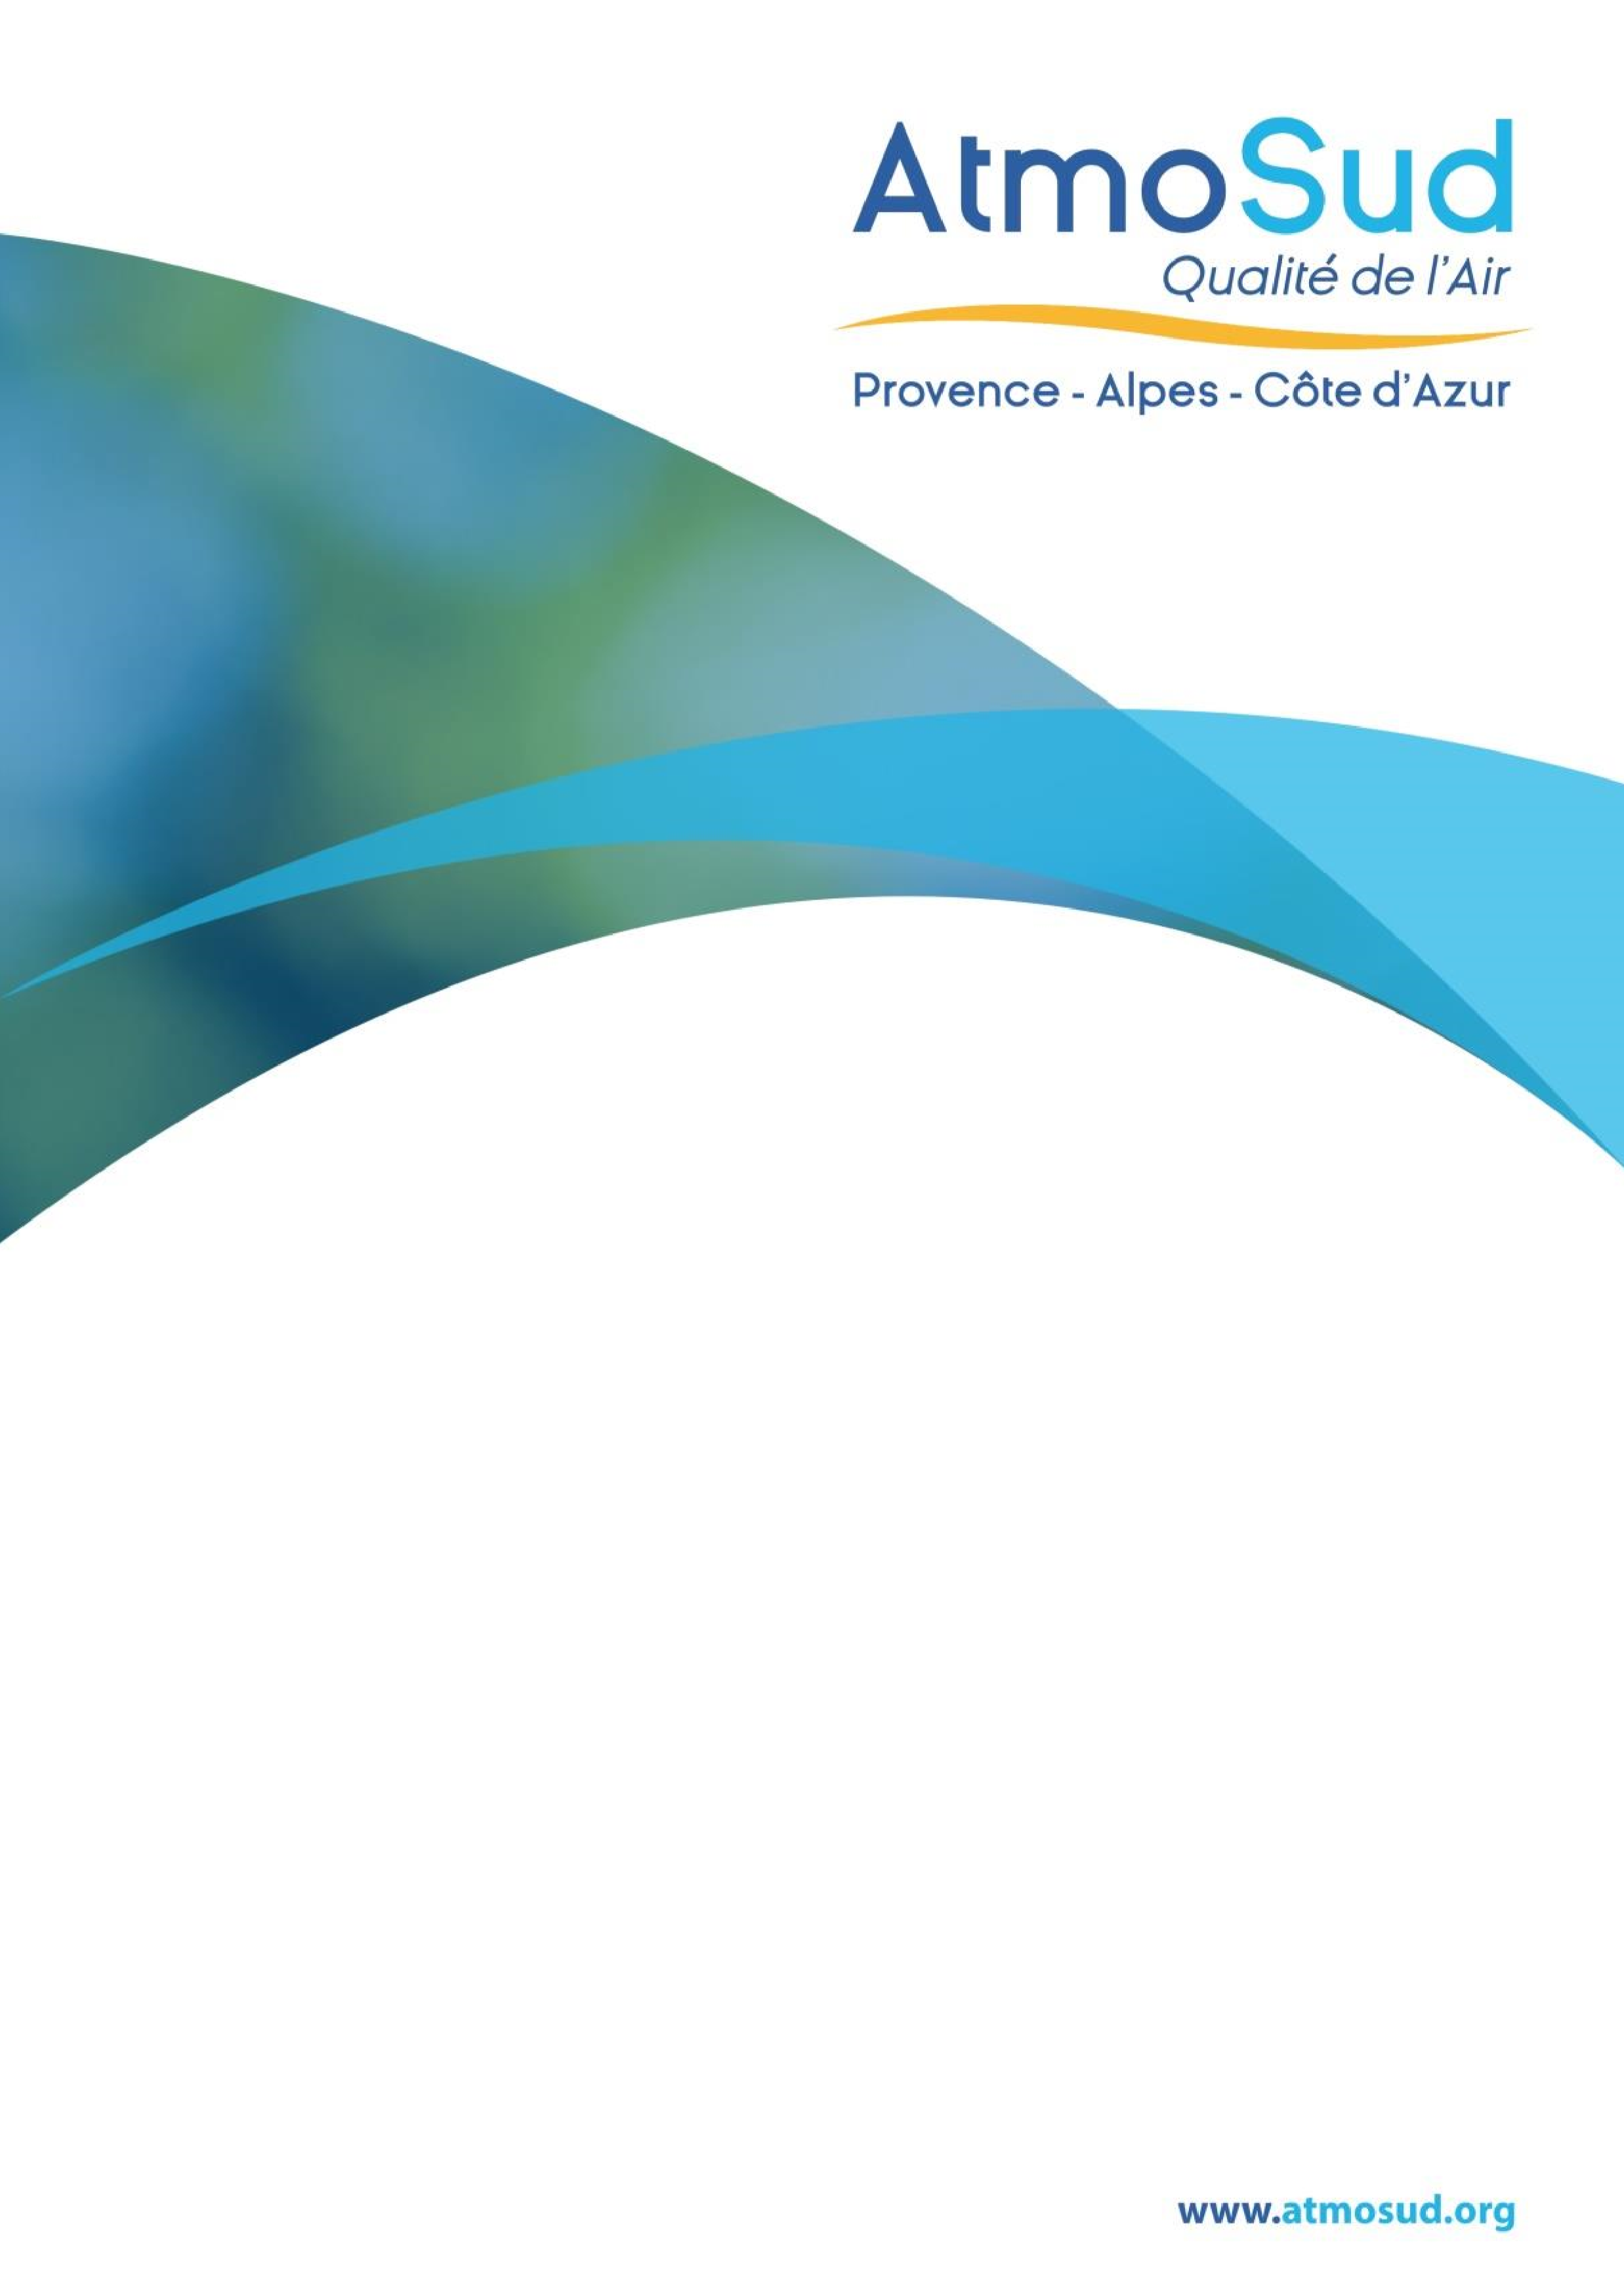 AtmoSud
Qualité de l'Air
Provence - Alpes - Côte d'Azur
www.atmosud.org